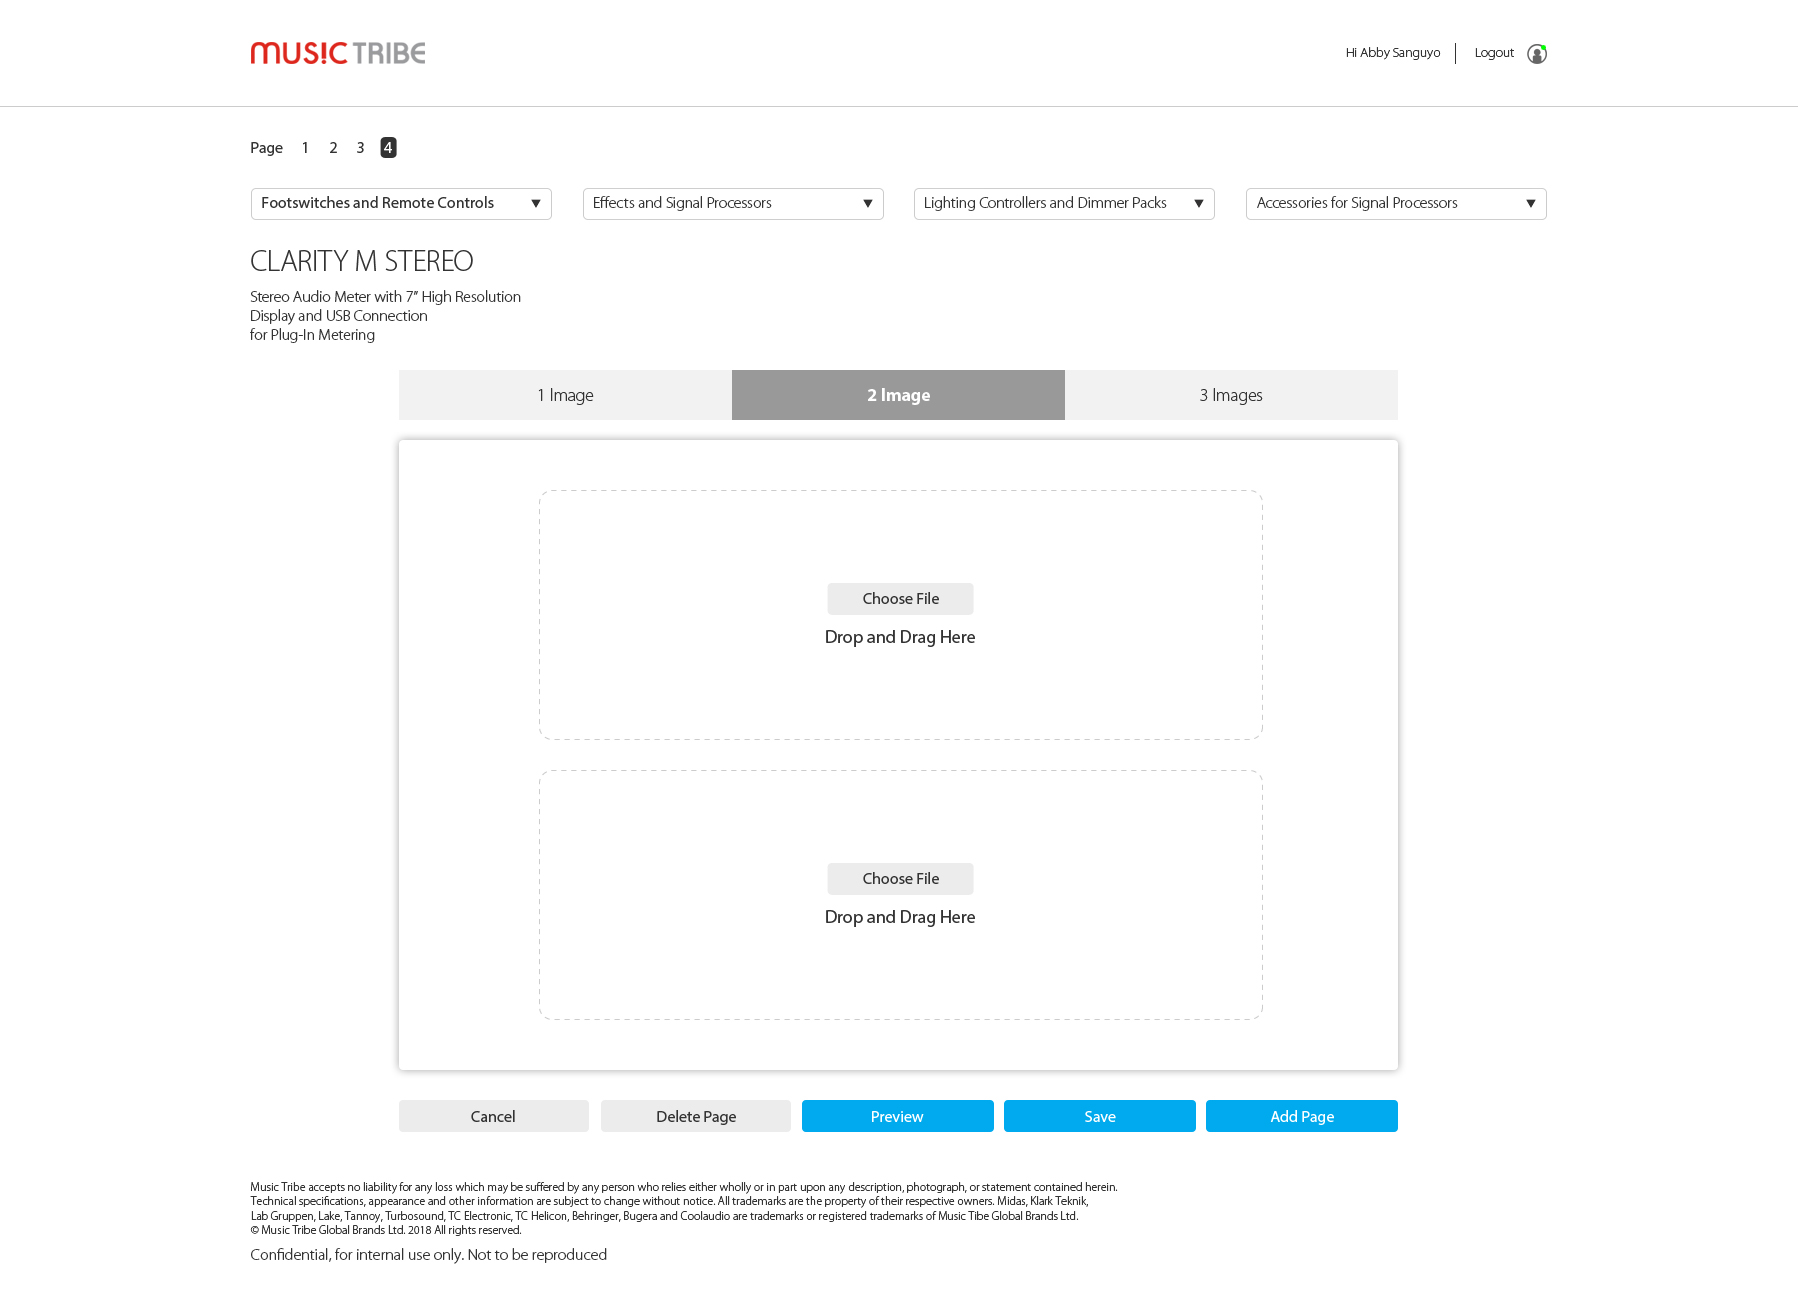 MUSIC TRIBE
Hi Abby Sanguyo
Logout
Page 1 2 3 4
Footswitches and Remote Controls
Effects and Signal Processors
Lighting Controllers and Dimmer Packs
Accessories for Signal Processors
CLARITY M STEREO
Stereo Audio Meter with 7” High Resolution
Display and USB Connection
for Plug-In Metering
1 Image
2 Image
3 Images
Choose File
Drop and Drag Here
Choose File
Drop and Drag Here
Cancel
Delete Page
Preview
Save
Add Page
Music Tribe accepts no liability for any loss which may be suffered by any person who relies either wholly or in part upon any description, photograph, or statement contained herein.
Technical specifications, appearance and other information are subject to change without notice. All trademarks are the property of their respective owners. Midas, Klark Teknik,
Lab Gruppen, Lake, Tannoy, Turbosound, TC Electronic, TC Helicon, Behringer, Bugera and Coolaudio are trademarks or registered trademarks of Music Tibe Global Brands Ltd.
© Music Tribe Global Brands Ltd. 2018 All rights reserved.
Confidential, for internal use only. Not to be reproduced